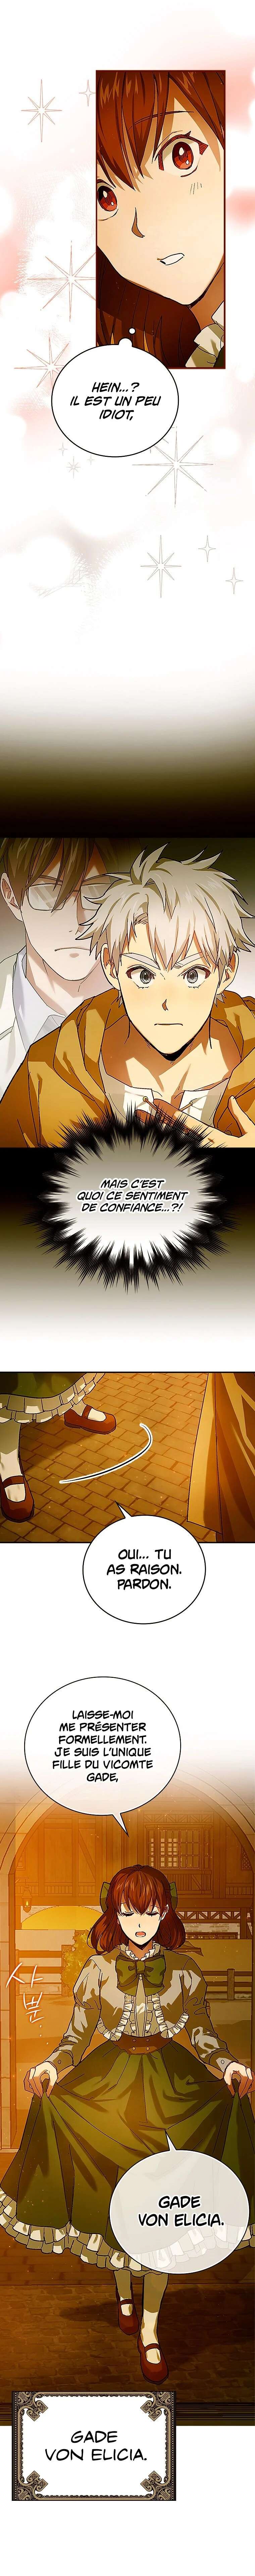 HEIN...?
IL EST UN PEU
IDIOT,
MAIS C'EST
QUOI CE SENTIMENT
DE CONFIANCE...?!
OUI... TU
AS RAISON.
PARDON.
LAISSE-MOI
ME PRÉSENTER
FORMELLEMENT.
JE SUIS L'UNIQUE
FILLE DU VICOMTE
GADE,
사
뿐
GADE
VON ELICIA.
GADE
VON ELICIA.